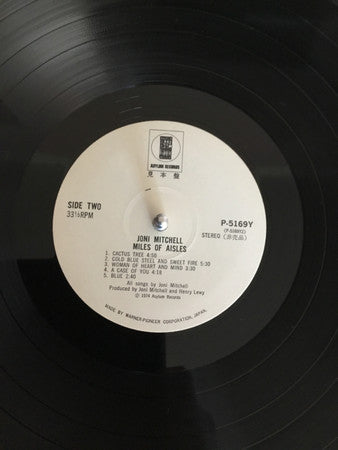 ASYLUM RECORDS
見本盤
SIDE TWO
33⅓RPM
P-5169Y
(P-5169Y2)
STEREO (非売品)
JONI MITCHELL
MILES OF AISLES
1. CACTUS TREE 4:56
2. COLD BLUE STEEL AND SWEET FIRE 5:30
3. WOMAN OF HEART AND MIND 3:30
4. A CASE OF YOU 4:18
5. BLUE 2:40
All songs by Joni Mitchell
Produced by Joni Mitchell and Henry Lewy
℗ 1974 Asylum Records
MADE BY WARNER-PIONEER CORPORATION, JAPAN.